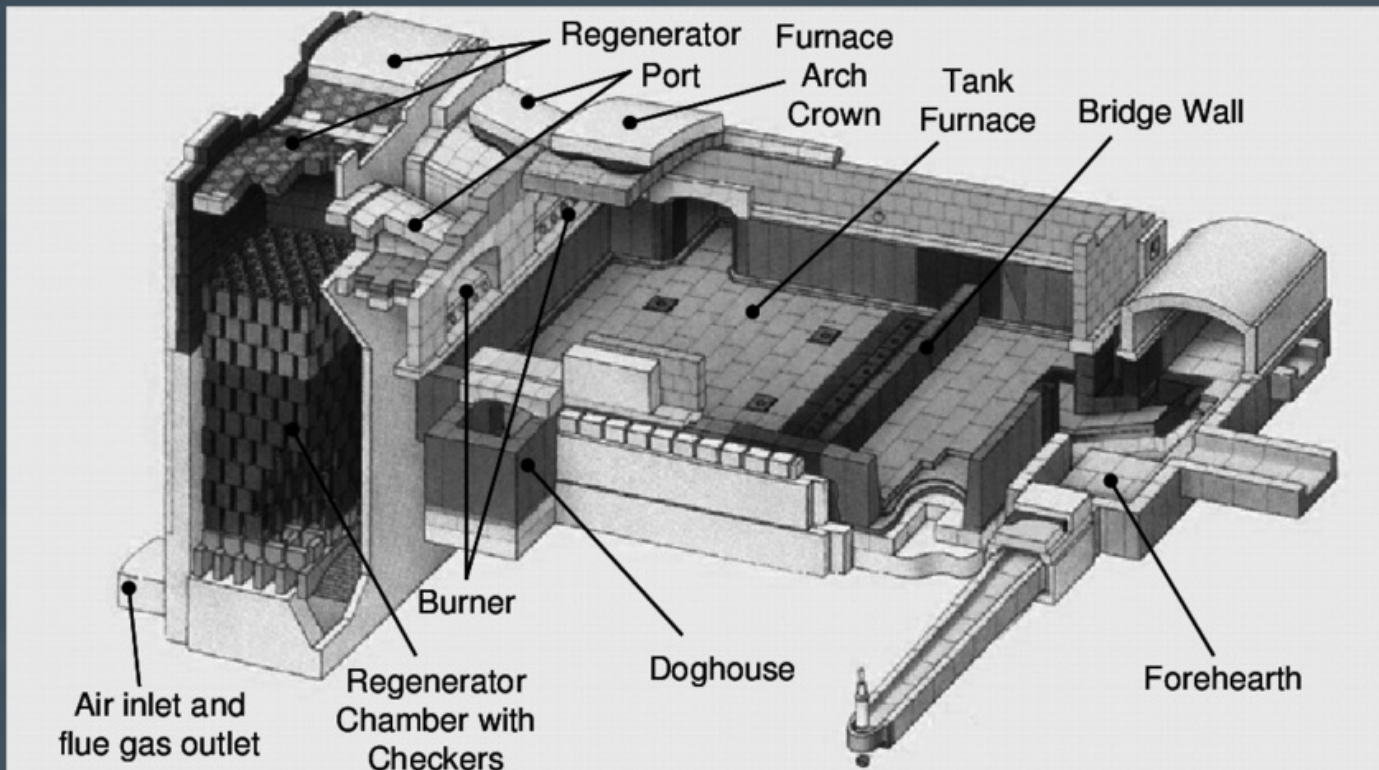 Regenerator
Port
Furnace
Arch
Crown
Tank
Furnace
Bridge Wall
Burner
Doghouse
Forehearth
Air inlet and
flue gas outlet
Regenerator
Chamber with
Checkers